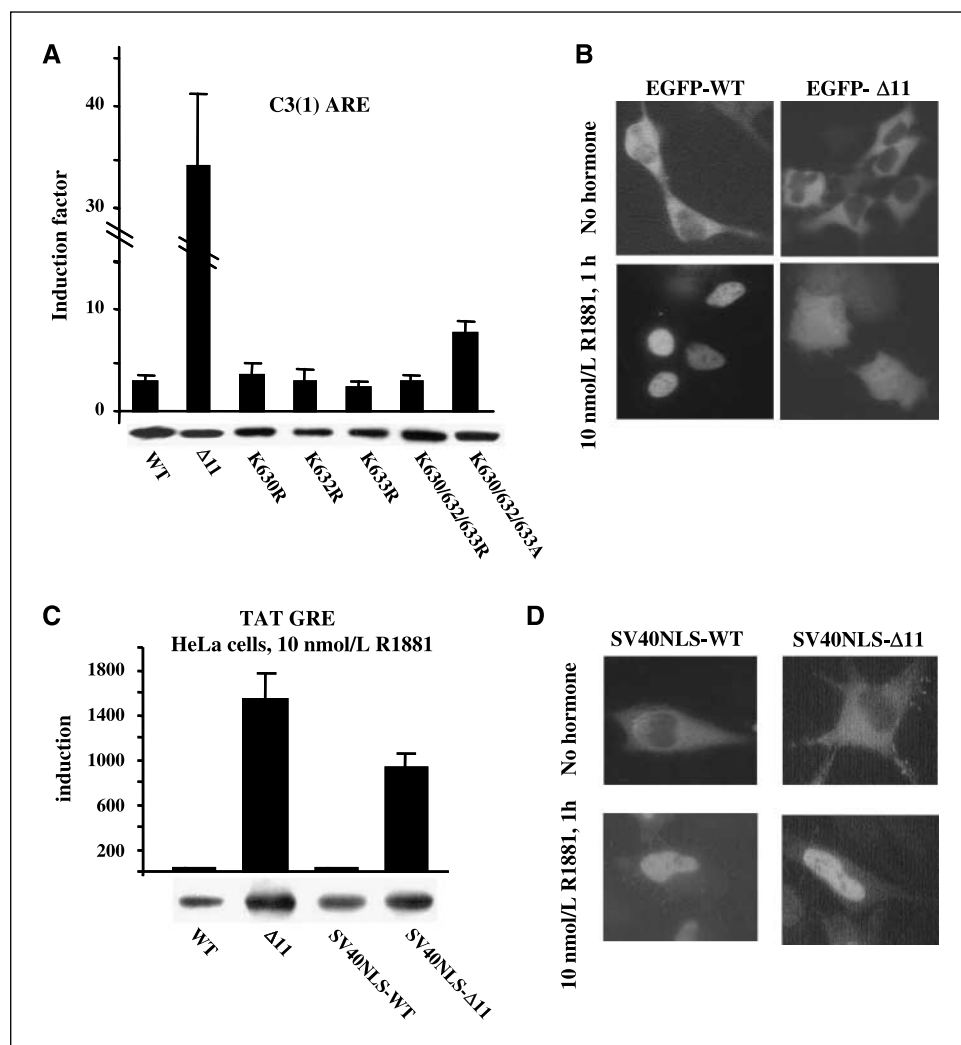 A
C3(1) ARE
Induction factor
40
30
10
0
WT
Δ11
K630R
K632R
K633R
K630/632/633R
K630/632/633A
B
EGFP-WT
EGFP- Δ11
No hormone
10 nmol/L R1881, 1 h
C
TAT GRE
HeLa cells, 10 nmol/L R1881
induction
1800
1400
1000
600
200
WT
Δ11
SV40NLS-WT
SV40NLS-Δ11
D
SV40NLS-WT
SV40NLS-Δ11
No hormone
10 nmol/L R1881, 1h